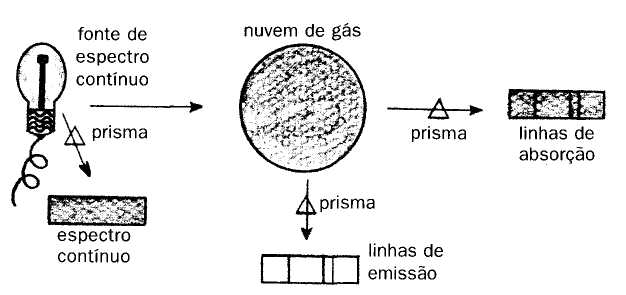 fonte de
espectro
contínuo
prisma
espectro
contínuo
nuvem de gás
prisma
linhas de
emissão
prisma
linhas de
absorção